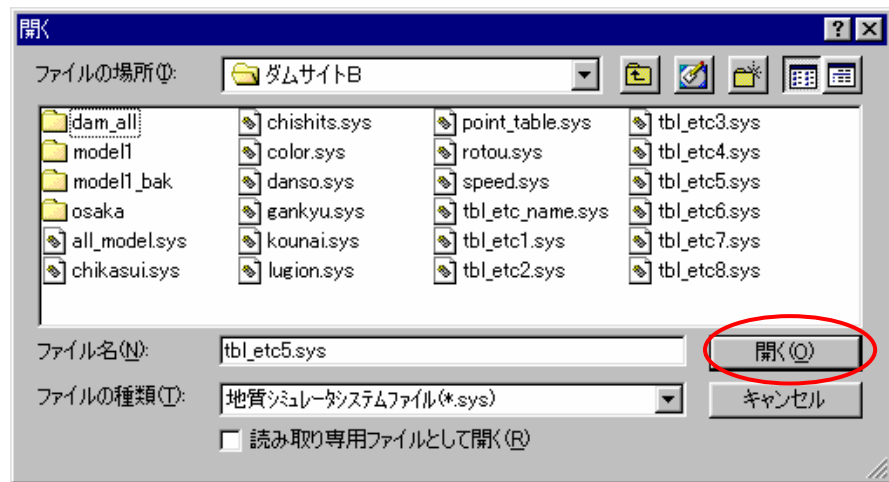 開く
ファイルの場所(I):
ダムサイトB
dam_all
model1
model1_bak
osaka
all_model.sys
chikasui.sys
chishits.sys
color.sys
danso.sys
gankyu.sys
kounai.sys
lugion.sys
point_table.sys
rotou.sys
speed.sys
tbl_etc_name.sys
tbl_etc1.sys
tbl_etc2.sys
tbl_etc3.sys
tbl_etc4.sys
tbl_etc5.sys
tbl_etc6.sys
tbl_etc7.sys
tbl_etc8.sys
ファイル名(N):
tbl_etc5.sys
開く(O)
ファイルの種類(T):
地質シミュレータシステムファイル(*.sys)
キャンセル
読み取り専用ファイルとして開く(R)